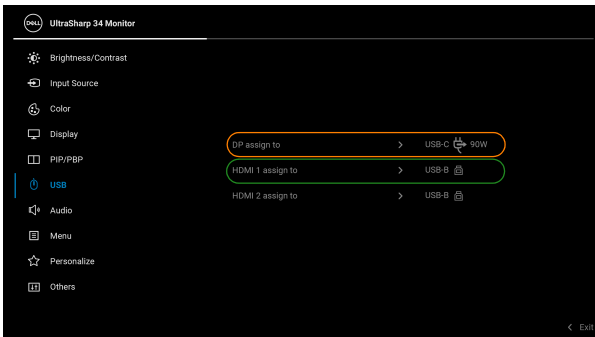 DELL UltraSharp 34 Monitor
Brightness/Contrast
Input Source
Color
Display
PIP/PBP
USB
Audio
Menu
Personalize
Others
DP assign to > USB-C 90W
HDMI 1 assign to > USB-B
HDMI 2 assign to > USB-B
< Exit